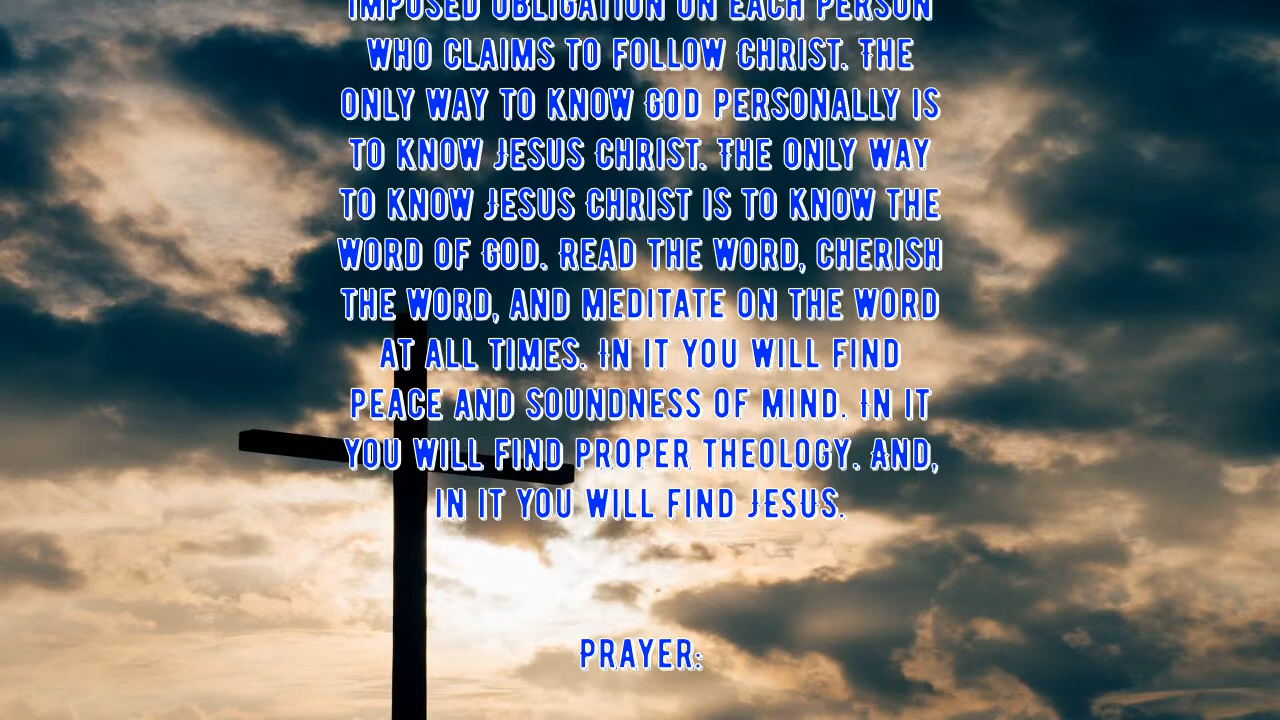 IMPOSED OBLIGATION ON EACH PERSON
WHO CLAIMS TO FOLLOW CHRIST. THE
ONLY WAY TO KNOW GOD PERSONALLY IS
TO KNOW JESUS CHRIST. THE ONLY WAY
TO KNOW JESUS CHRIST IS TO KNOW THE
WORD OF GOD. READ THE WORD, CHERISH
THE WORD, AND MEDITATE ON THE WORD
AT ALL TIMES. IN IT YOU WILL FIND
PEACE AND SOUNDNESS OF MIND. IN IT
YOU WILL FIND PROPER THEOLOGY. AND,
IN IT YOU WILL FIND JESUS.
PRAYER: